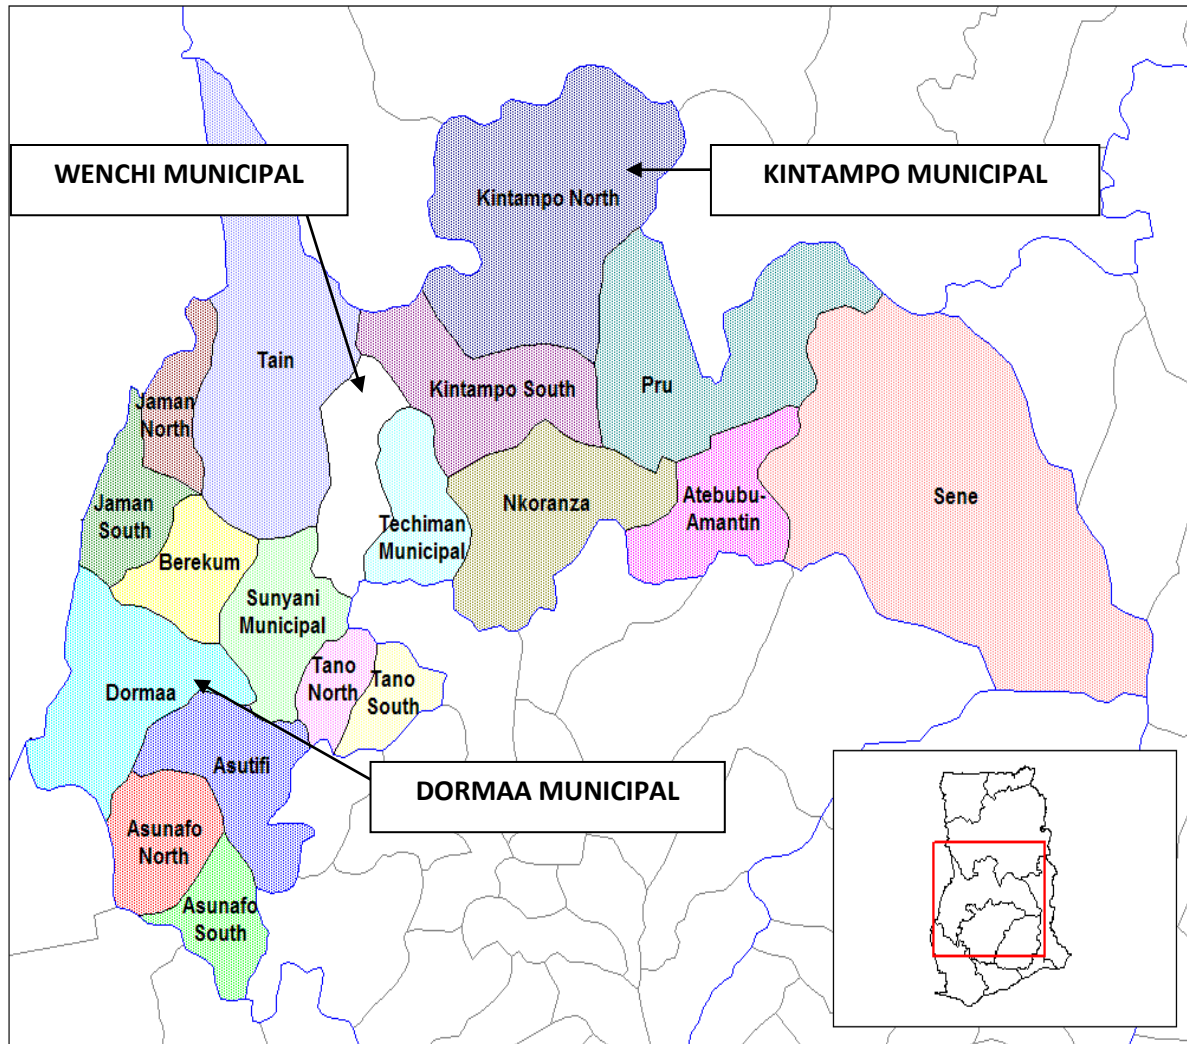 WENCHI MUNICIPAL
KINTAMPO MUNICIPAL
Kintampo North
Tain
Kintampo South
Pru
Jaman
North
Jaman
South
Berekum
Techiman
Municipal
Nkoranza
Atebubu-
Amantin
Sene
Sunyani
Municipal
Dormaa
Tano
North
Tano
South
Asutifi
DORMAA MUNICIPAL
Asunafo
North
Asunafo
South